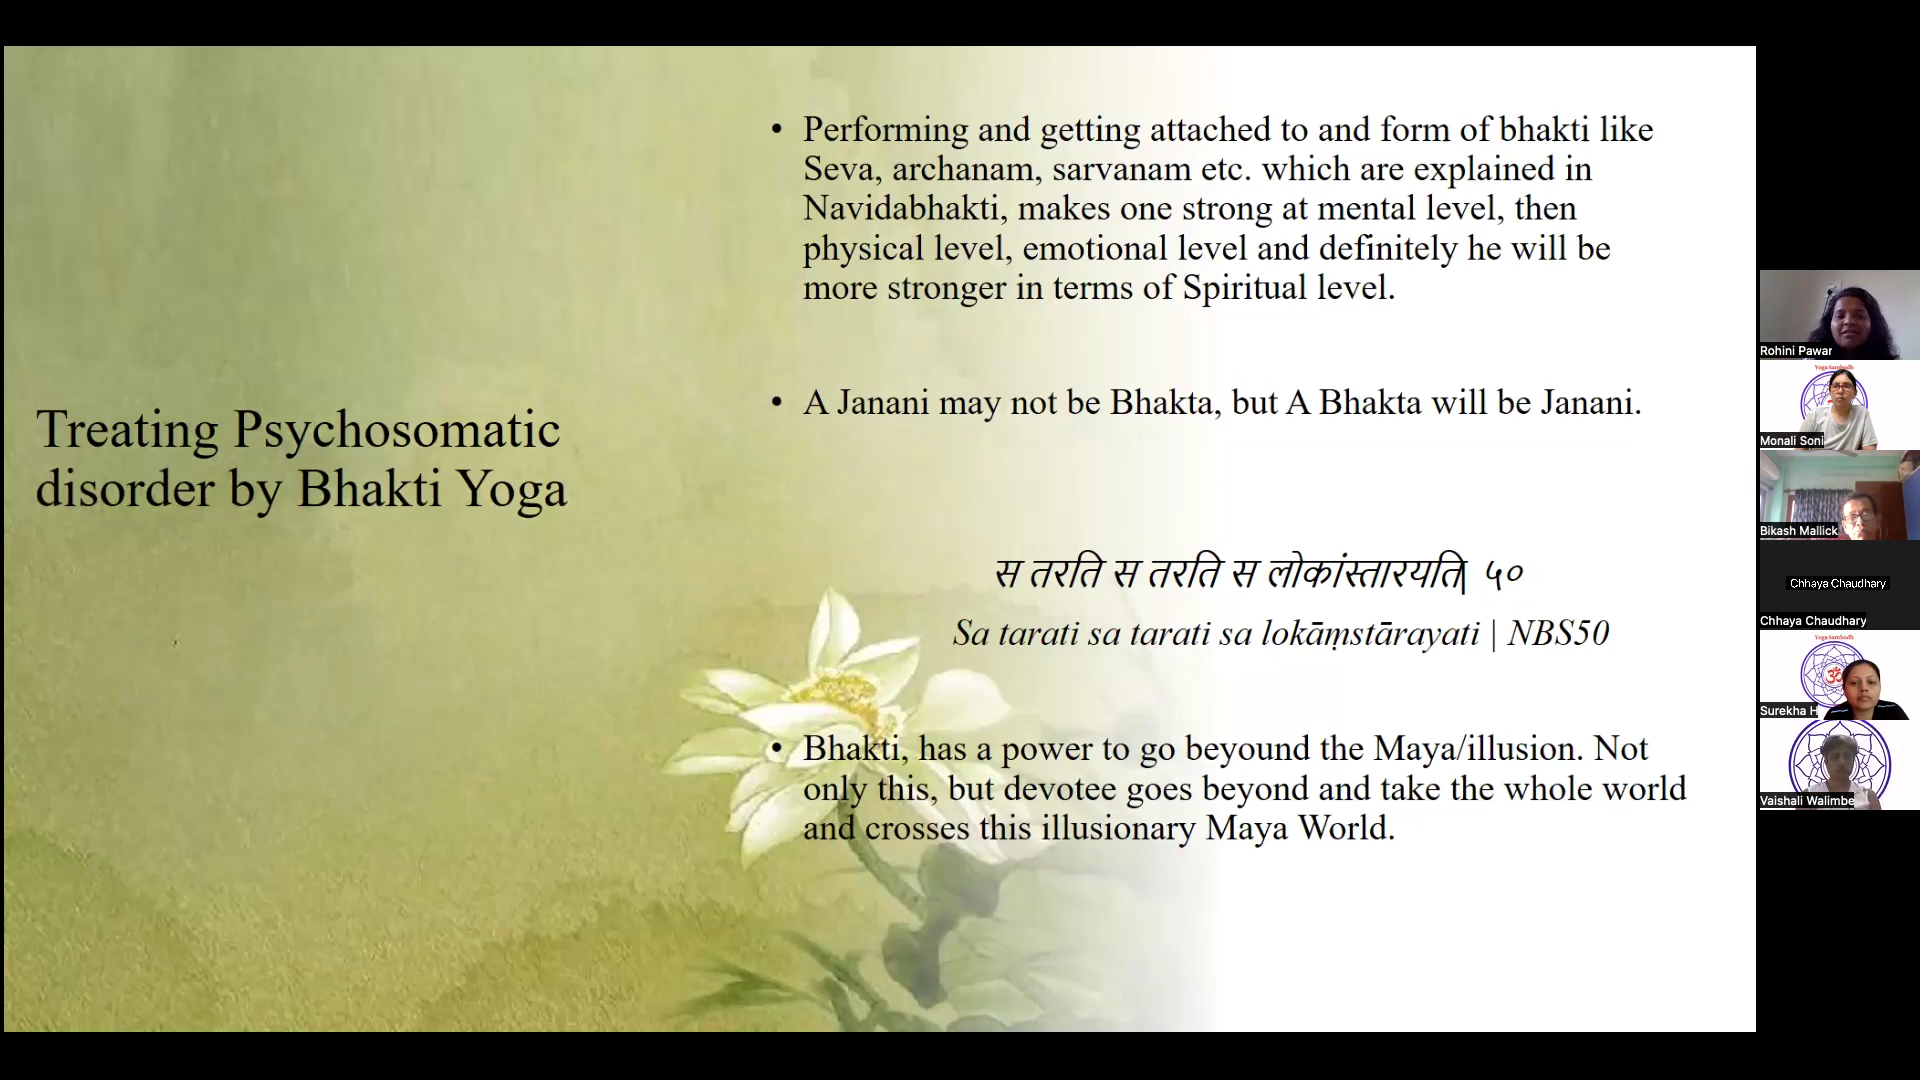 Treating Psychosomatic
disorder by Bhakti Yoga
• Performing and getting attached to and form of bhakti like
Seva, archanam, sarvanam etc. which are explained in
Navidabhakti, makes one strong at mental level, then
physical level, emotional level and definitely he will be
more stronger in terms of Spiritual level.
• A Janani may not be Bhakta, but A Bhakta will be Janani.
स तरति स तरति स लोकांस्तारयति| ५०
Sa tarati sa tarati sa lokāṃstārayati | NBS50
• Bhakti, has a power to go beyound the Maya/illusion. Not
only this, but devotee goes beyond and take the whole world
and crosses this illusionary Maya World.
Rohini Pawar
Yoga Sambodh
Monali Soni
Bikash Mallick
Chhaya Chaudhary
Chhaya Chaudhary
Yoga Sambodh
ॐ
Surekha H
Vaishali Walimbe